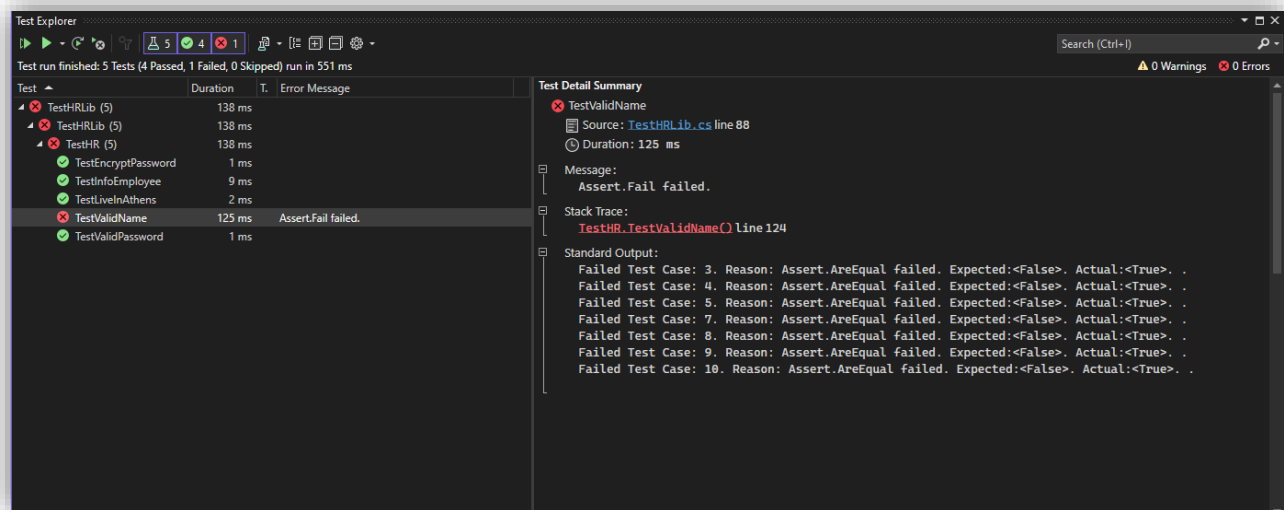 Test Explorer
5 4 1
Search (Ctrl+I)
Test run finished: 5 Tests (4 Passed, 1 Failed, 0 Skipped) run in 551 ms
0 Warnings 0 Errors
Test Duration T. Error Message
TestHRLib (5) 138 ms
TestHRLib (5) 138 ms
TestHR (5) 138 ms
TestEncryptPassword 1 ms
TestInfoEmployee 9 ms
TestLiveInAthens 2 ms
TestValidName 125 ms Assert.Fail failed.
TestValidPassword 1 ms
Test Detail Summary
TestValidName
Source: TestHRLib.cs line 88
Duration: 125 ms
Message:
Assert.Fail failed.
Stack Trace:
TestHR.TestValidName() line 124
Standard Output:
Failed Test Case: 3. Reason: Assert.AreEqual failed. Expected:<False>. Actual:<True>. .
Failed Test Case: 4. Reason: Assert.AreEqual failed. Expected:<False>. Actual:<True>. .
Failed Test Case: 5. Reason: Assert.AreEqual failed. Expected:<False>. Actual:<True>. .
Failed Test Case: 7. Reason: Assert.AreEqual failed. Expected:<False>. Actual:<True>. .
Failed Test Case: 8. Reason: Assert.AreEqual failed. Expected:<False>. Actual:<True>. .
Failed Test Case: 9. Reason: Assert.AreEqual failed. Expected:<False>. Actual:<True>. .
Failed Test Case: 10. Reason: Assert.AreEqual failed. Expected:<False>. Actual:<True>. .